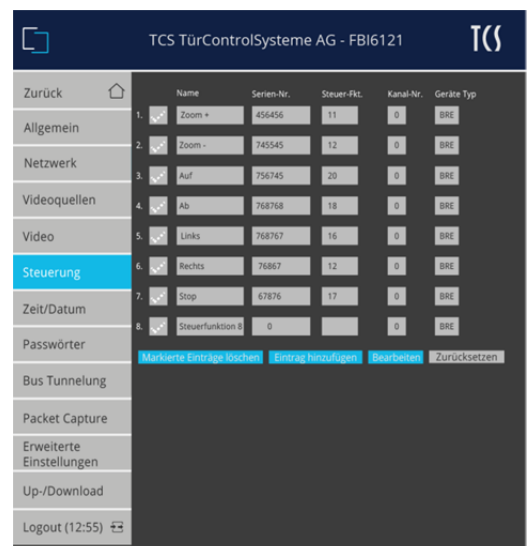 TCS TürControlSysteme AG - FBI6121 TCS
Zurück
Allgemein
Netzwerk
Videoquellen
Video
Steuerung
Zeit/Datum
Passwörter
Bus Tunnelung
Packet Capture
Erweiterte
Einstellungen
Up-/Download
Logout (12:55)
Name Serien-Nr. Steuer-Fkt. Kanal-Nr. Geräte Typ
1. Zoom + 456456 11 0 BRE
2. Zoom - 745545 12 0 BRE
3. Auf 756745 20 0 BRE
4. Ab 768768 18 0 BRE
5. Links 768767 16 0 BRE
6. Rechts 76867 12 0 BRE
7. Stop 67876 17 0 BRE
8. Steuerfunktion 8 0 0 BRE
Markierte Einträge löschen Eintrag hinzufügen Bearbeiten Zurücksetzen